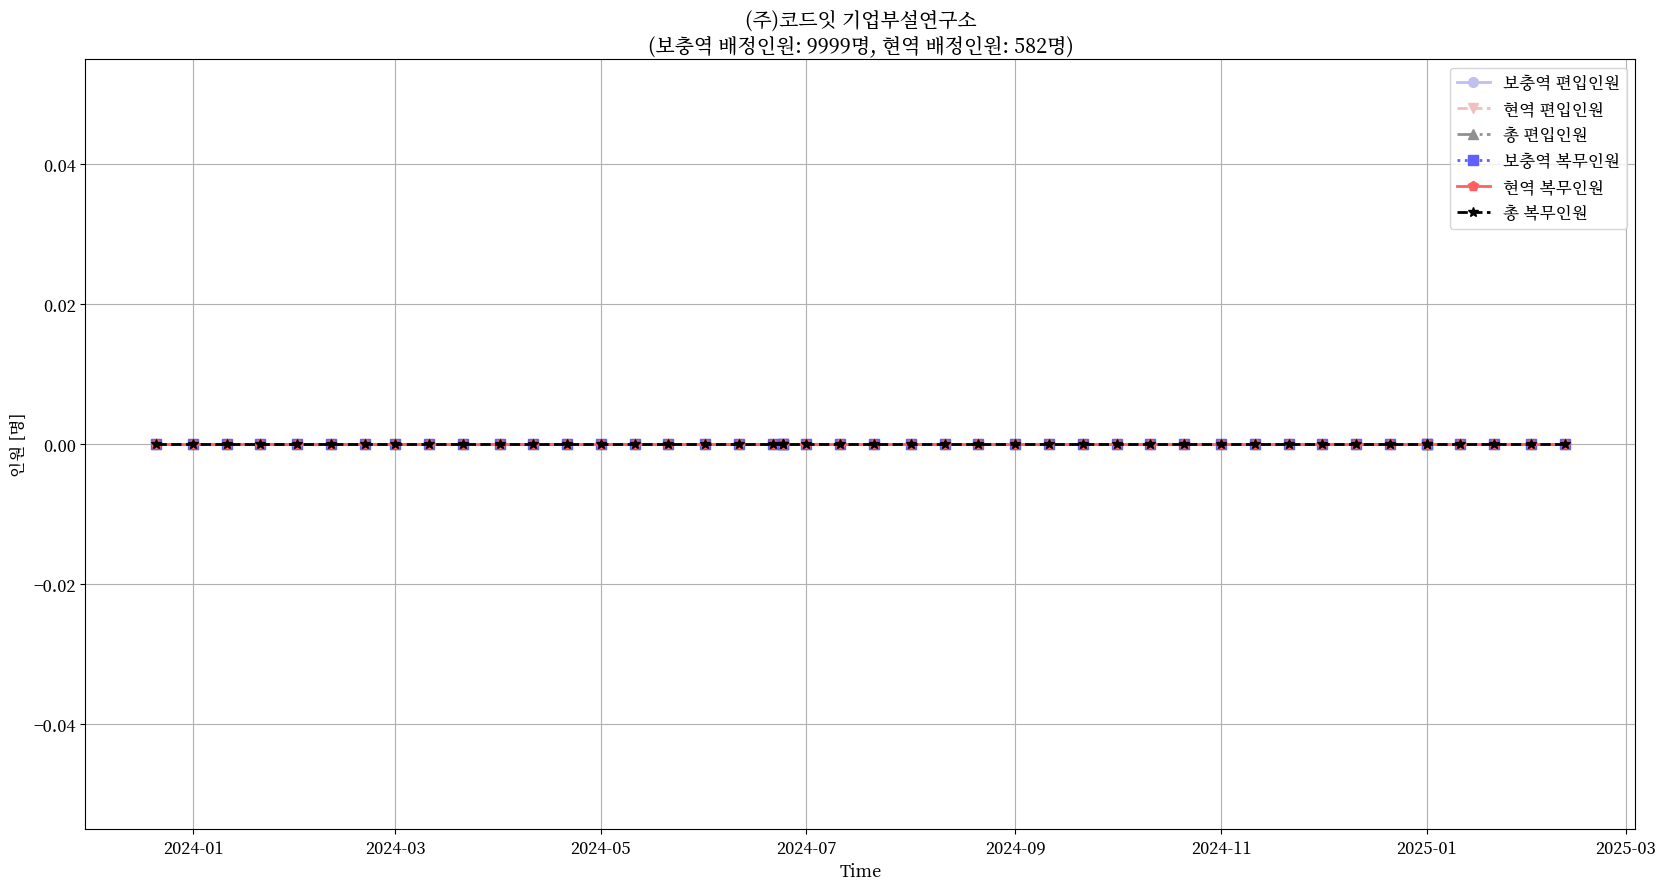 (주)코드잇 기업부설연구소
(보충역 배정인원: 9999명, 현역 배정인원: 582명)
보충역 편입인원
현역 편입인원
총 편입인원
보충역 복무인원
현역 복무인원
총 복무인원
인원 [명]
0.04
0.02
0.00
−0.02
−0.04
2024-01
2024-03
2024-05
2024-07
2024-09
2024-11
2025-01
2025-03
Time